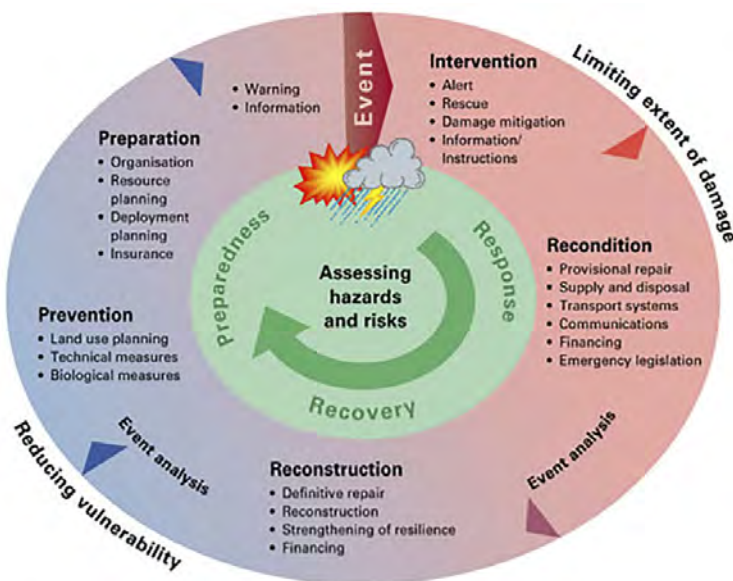 Event
• Warning
• Information
Intervention
• Alert
• Rescue
• Damage mitigation
• Information/
Instructions
Limiting extent of damage
Preparation
• Organisation
• Resource
planning
• Deployment
planning
• Insurance
Preparedness
Assessing
hazards
and risks
Response
Recovery
Recondition
• Provisional repair
• Supply and disposal
• Transport systems
• Communications
• Financing
• Emergency legislation
Prevention
• Land use planning
• Technical measures
• Biological measures
Event analysis
Reducing vulnerability
Reconstruction
• Definitive repair
• Reconstruction
• Strengthening of resilience
• Financing
Event analysis